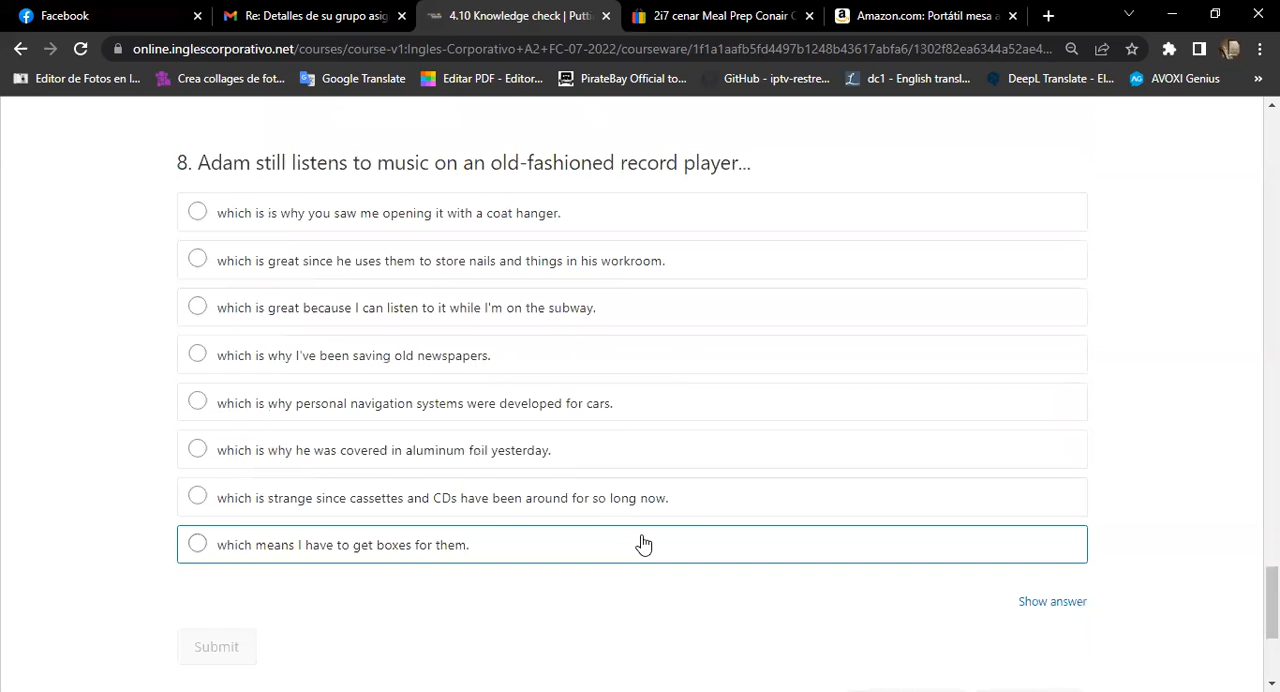 Facebook
Re: Detalles de su grupo asig
4.10 Knowledge check | Putti
2i7 cenar Meal Prep Conair C
Amazon.com: Portátil mesa a
online.inglescorporativo.net/courses/course-v1:Ingles-Corporativo+A2+FC-07-2022/courseware/1f1a1aafb5fd4497b1248b43617abfa6/1302f82ea6344a52ae4...
Editor de Fotos en l...
Crea collages de fot...
Google Translate
Editar PDF - Editor...
PirateBay Official to...
GitHub - iptv-restre...
dc1 - English transl...
DeepL Translate - El...
AVOXI Genius
8. Adam still listens to music on an old-fashioned record player...
which is is why you saw me opening it with a coat hanger.
which is great since he uses them to store nails and things in his workroom.
which is great because I can listen to it while I'm on the subway.
which is why I've been saving old newspapers.
which is why personal navigation systems were developed for cars.
which is why he was covered in aluminum foil yesterday.
which is strange since cassettes and CDs have been around for so long now.
which means I have to get boxes for them.
Show answer
Submit